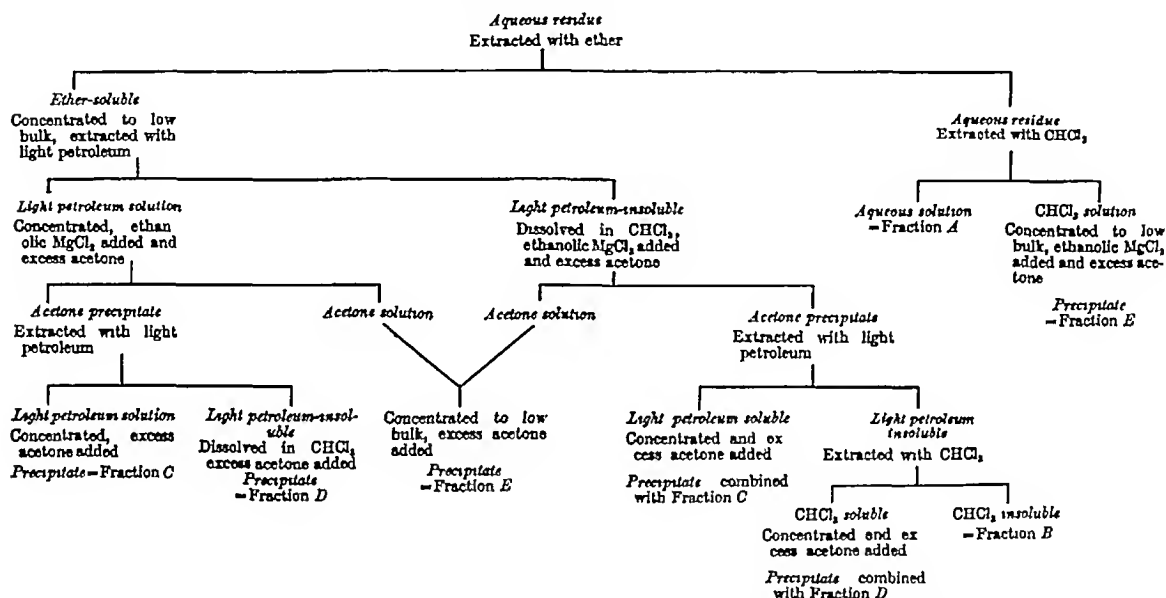 Aqueous residue
Extracted with ether
Ether-soluble
Concentrated to low
bulk, extracted with
light petroleum
Aqueous residue
Extracted with CHCl₃
Light petroleum solution
Concentrated, ethan
olic MgCl₂ added and
excess acetone
Light petroleum-insoluble
Dissolved in CHCl₃,
ethanolic MgCl₂ added
and excess acetone
Aqueous solution
=Fraction A
CHCl₃ solution
Concentrated to low
bulk, ethanolic MgCl₂
added and excess ace-
tone
Precipitate
=Fraction E
Acetone precipitate
Extracted with light
petroleum
Acetone solution
Acetone solution
Acetone precipitate
Extracted with light
petroleum
Light petroleum solution
Concentrated, excess
acetone added
Precipitate=Fraction C
Light petroleum-insol-
uble
Dissolved in CHCl₃
excess acetone added
Precipitate
=Fraction D
Concentrated to low
bulk, excess acetone
added
Precipitate
=Fraction E
Light petroleum soluble
Concentrated and ex
cess acetone added
Precipitate combined
with Fraction C
Light petroleum
insoluble
Extracted with CHCl₃
CHCl₃ soluble
Concentrated and ex
cess acetone added
Precipitate combined
with Fraction D
CHCl₃ insoluble
=Fraction B